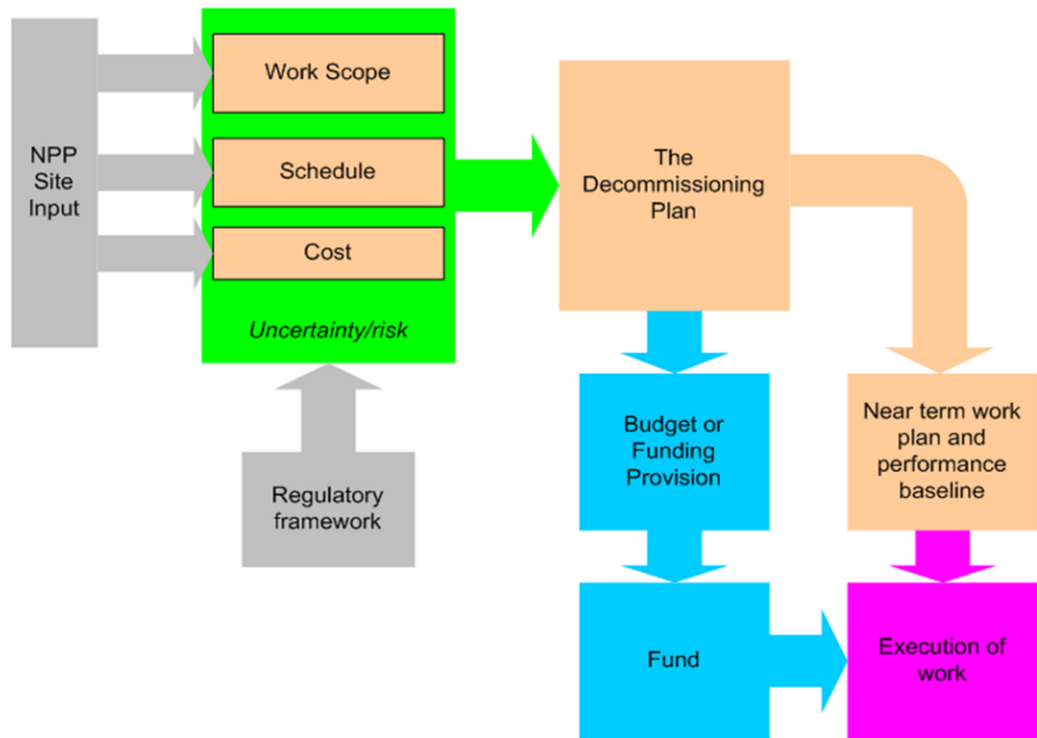 NPP
Site
Input
Work Scope
Schedule
Cost
Uncertainty/risk
Regulatory
framework
The
Decommissioning
Plan
Budget or
Funding
Provision
Near term work
plan and
performance
baseline
Fund
Execution of
work